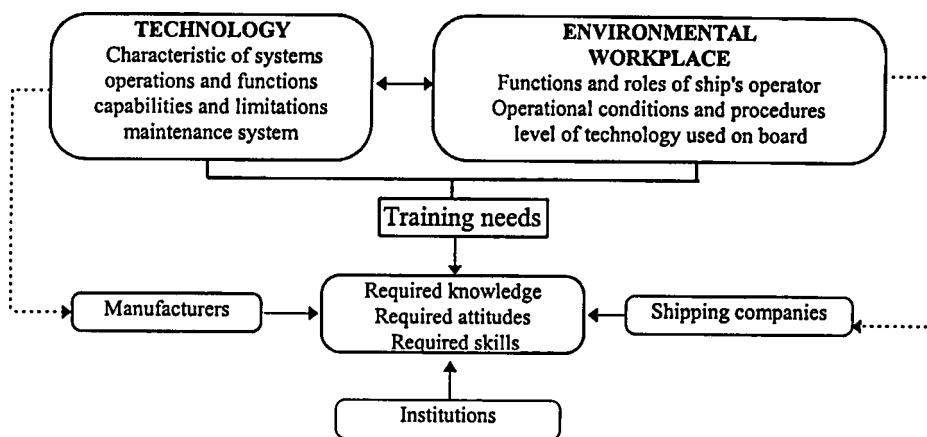 TECHNOLOGY
Characteristic of systems
operations and functions
capabilities and limitations
maintenance system
ENVIRONMENTAL
WORKPLACE
Functions and roles of ship's operator
Operational conditions and procedures
level of technology used on board
Training needs
Manufacturers
Required knowledge
Required attitudes
Required skills
Shipping companies
Institutions